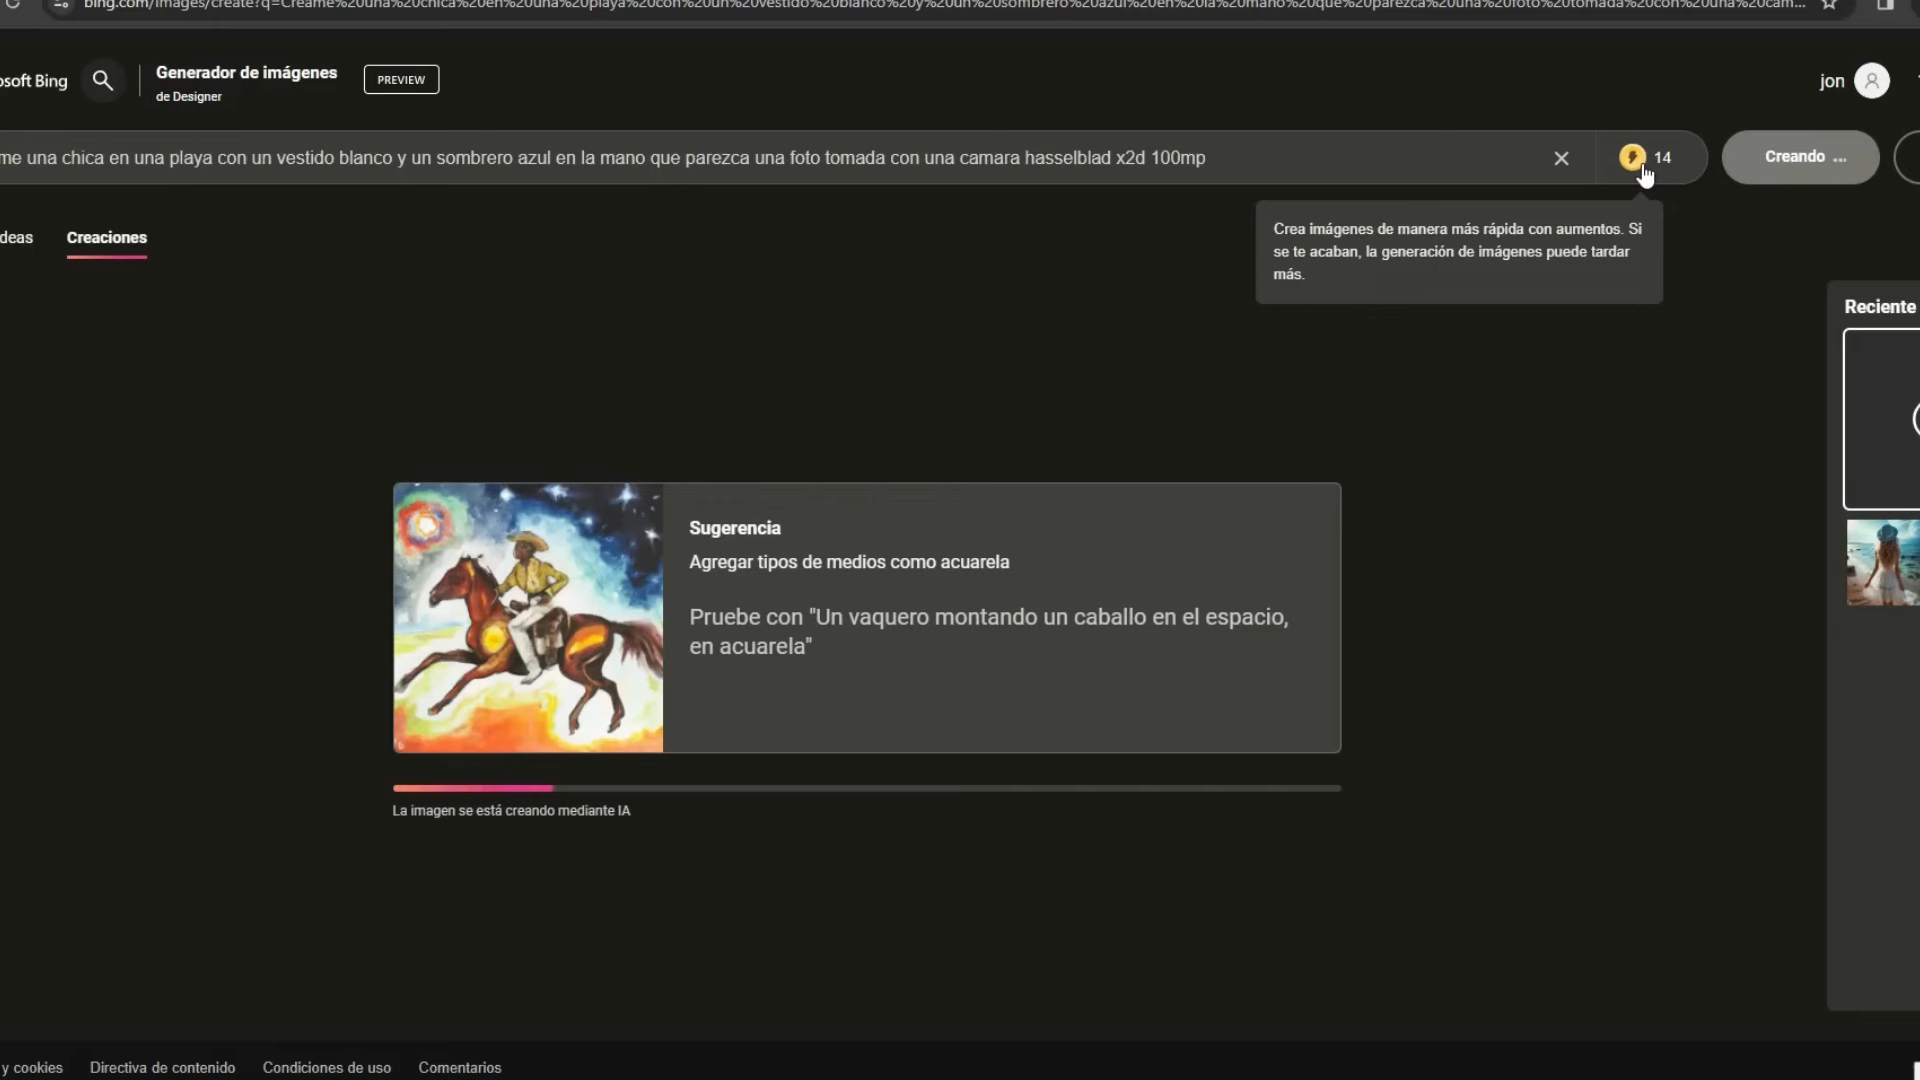 bing.com/images/create?q=Creame%20una%20chica%20en%20una%20playa%20con%20un%20vestido%20blanco%20y%20un%20sombrero%20azul%20en%20la%20mano%20que%20parezca%20una%20foto%20tomada%20con%20una%20cam...
osoft Bing
Generador de imágenes
de Designer
PREVIEW
jon
me una chica en una playa con un vestido blanco y un sombrero azul en la mano que parezca una foto tomada con una camara hasselblad x2d 100mp
14
Creando ...
deas
Creaciones
Crea imágenes de manera más rápida con aumentos. Si
se te acaban, la generación de imágenes puede tardar
más.
Reciente
Sugerencia
Agregar tipos de medios como acuarela
Pruebe con "Un vaquero montando un caballo en el espacio,
en acuarela"
La imagen se está creando mediante IA
y cookies
Directiva de contenido
Condiciones de uso
Comentarios